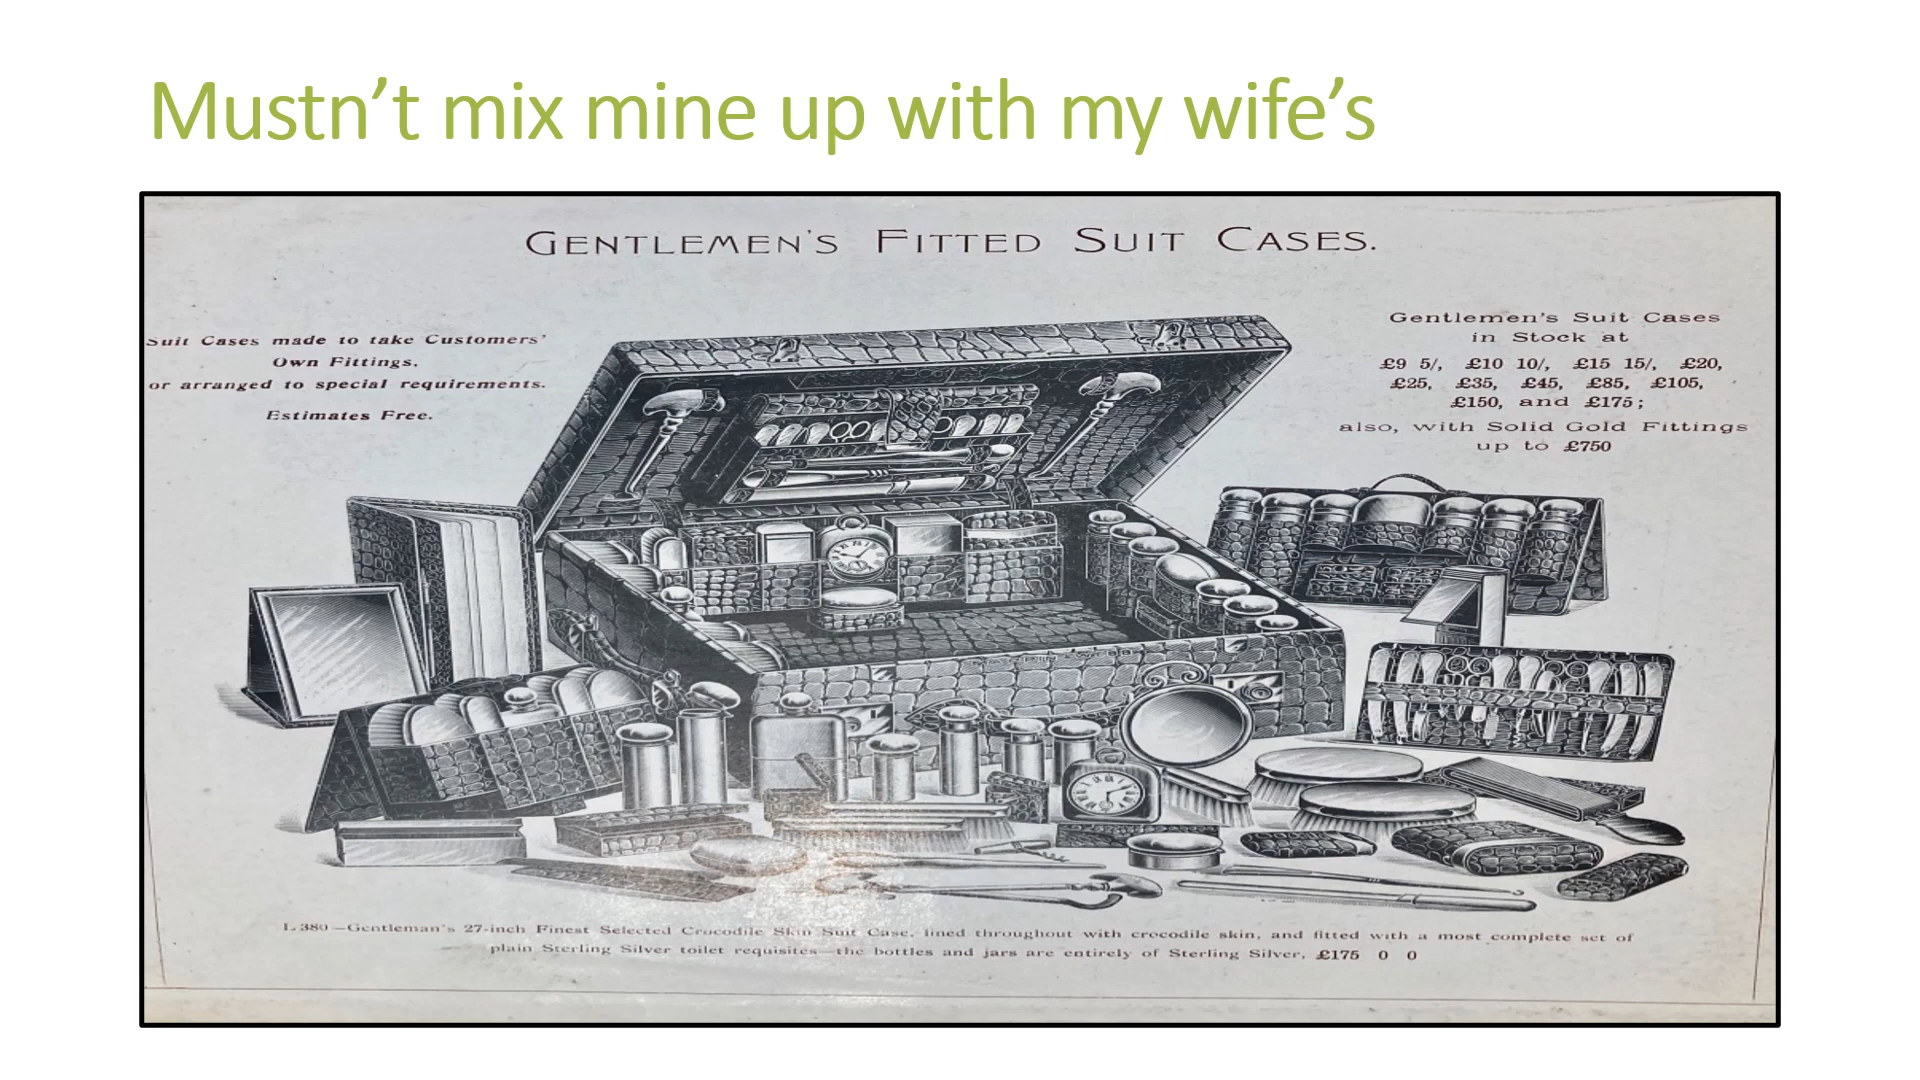 Mustn’t mix mine up with my wife’s
GENTLEMEN'S FITTED SUIT CASES.
Suit Cases made to take Customers'
Own Fittings,
or arranged to special requirements.
Estimates Free.
Gentlemen's Suit Cases
in Stock at
£9 5/, £10 10/, £15 15/, £20,
£25, £35, £45, £85, £105,
£150, and £175;
also, with Solid Gold Fittings
up to £750
L 380—Gentleman's 27-inch Finest Selected Crocodile Skin Suit Case, lined throughout with crocodile skin, and fitted with a most complete set of
plain Sterling Silver toilet requisites—the bottles and jars are entirely of Sterling Silver, £175 0 0